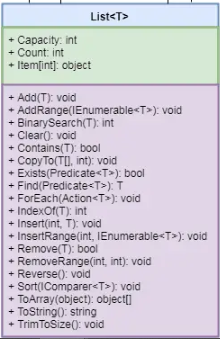 List<T>
+ Capacity: int
+ Count: int
+ Item[int]: object
+ Add(T): void
+ AddRange(IEnumerable<T>): void
+ BinarySearch(T): int
+ Clear(): void
+ Contains(T): bool
+ CopyTo(T[], int): void
+ Exists(Predicate<T>): bool
+ Find(Predicate<T>): T
+ ForEach(Action<T>): void
+ IndexOf(T): int
+ Insert(int, T): void
+ InsertRange(int, IEnumerable<T>): void
+ Remove(T): bool
+ RemoveRange(int, int): void
+ Reverse(): void
+ Sort(IComparer<T>): void
+ ToArray(object): object[]
+ ToString(): string
+ TrimToSize(): void